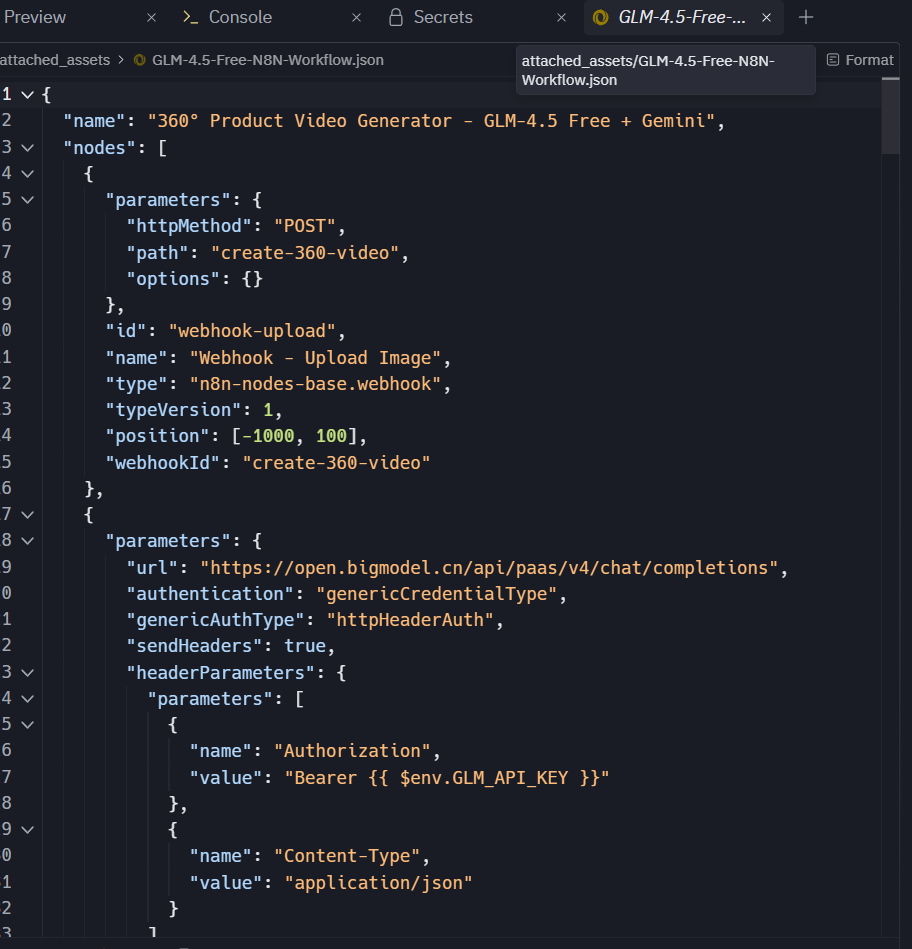 Preview × >_ Console × Secrets × GLM-4.5-Free-... × +
attached_assets > GLM-4.5-Free-N8N-Workflow.json
attached_assets/GLM-4.5-Free-N8N-
Workflow.json
Format
1 {
2 "name": "360° Product Video Generator - GLM-4.5 Free + Gemini",
3 "nodes": [
4 {
5 "parameters": {
6 "httpMethod": "POST",
7 "path": "create-360-video",
8 "options": {}
9 },
0 "id": "webhook-upload",
1 "name": "Webhook - Upload Image",
2 "type": "n8n-nodes-base.webhook",
3 "typeVersion": 1,
4 "position": [-1000, 100],
5 "webhookId": "create-360-video"
6 },
7 {
8 "parameters": {
9 "url": "https://open.bigmodel.cn/api/paas/v4/chat/completions",
0 "authentication": "genericCredentialType",
1 "genericAuthType": "httpHeaderAuth",
2 "sendHeaders": true,
3 "headerParameters": {
4 "parameters": [
5 {
6 "name": "Authorization",
7 "value": "Bearer {{ $env.GLM_API_KEY }}"
8 },
9 {
0 "name": "Content-Type",
1 "value": "application/json"
2 }
3 ]